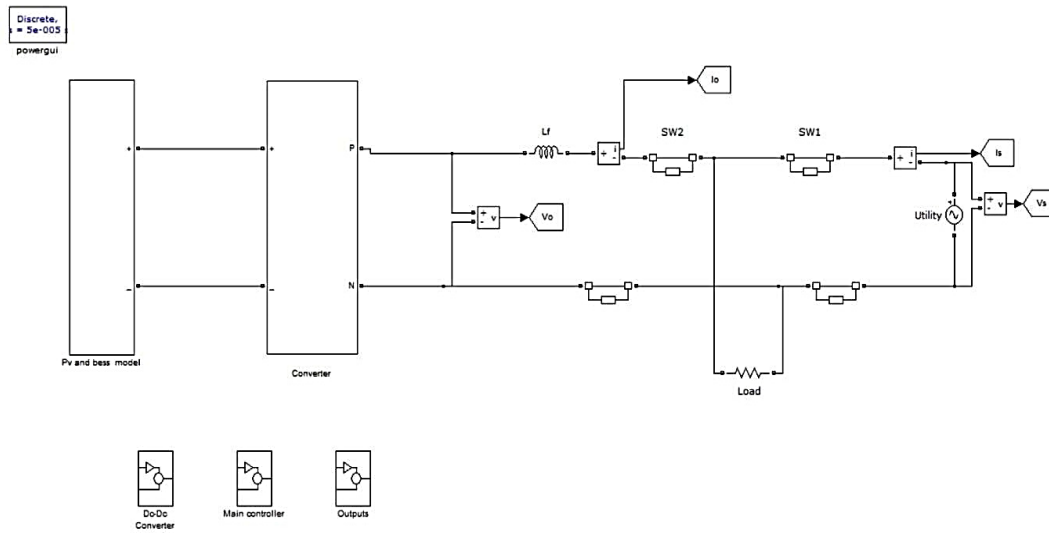 Discrete,
= 5e-005
powergui
Io
Lf
SW2
SW1
+
i
-
+
i
-
Is
+
+
P
+
-
v
Vo
Utility
+
+
-
v
Vs
−
−
N
Pv and bess model
Converter
Load
Dc-Dc
Converter
Main controller
Outputs